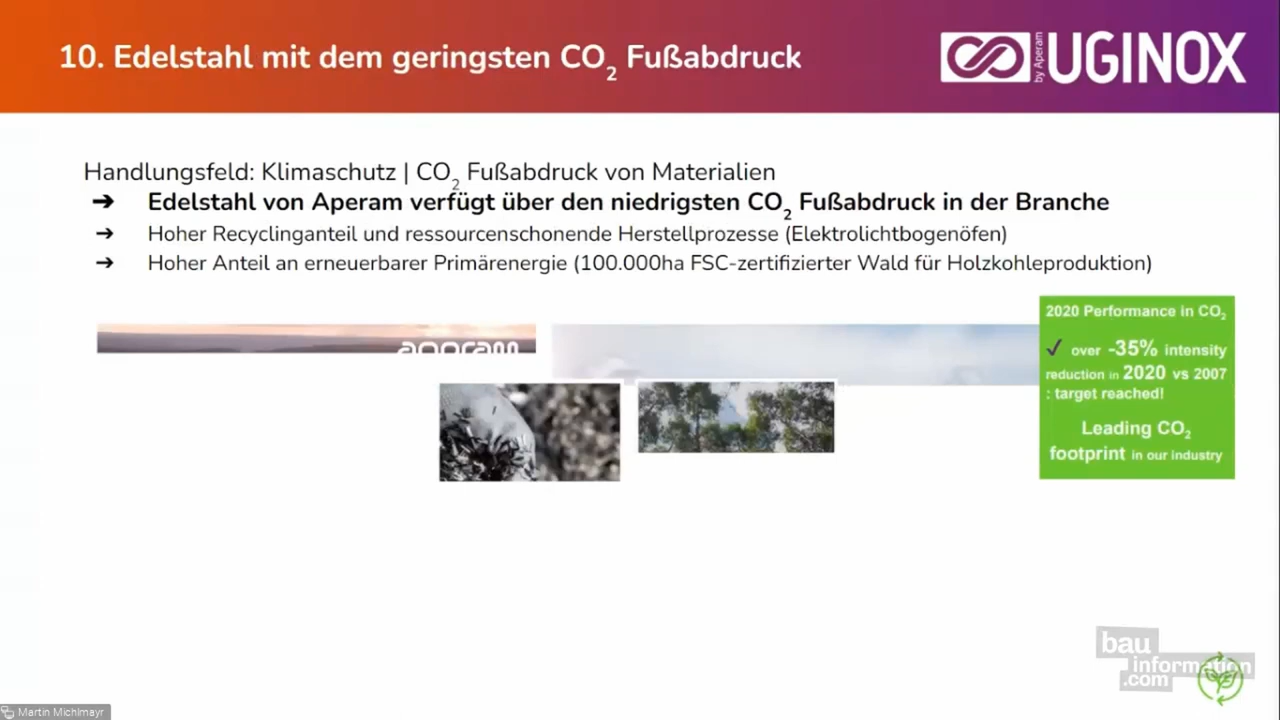 10. Edelstahl mit dem geringsten CO2 Fußabdruck
by Aperam
UGINOX
Handlungsfeld: Klimaschutz | CO2 Fußabdruck von Materialien
➔ Edelstahl von Aperam verfügt über den niedrigsten CO2 Fußabdruck in der Branche
➔ Hoher Recyclinganteil und ressourcenschonende Herstellprozesse (Elektrolichtbogenöfen)
➔ Hoher Anteil an erneuerbarer Primärenergie (100.000ha FSC-zertifizierter Wald für Holzkohleproduktion)
aperam
2020 Performance in CO2
✓ over -35% intensity
reduction in 2020 vs 2007
: target reached!
Leading CO2
footprint in our industry
bau
information
.com
Martin Michlmayr